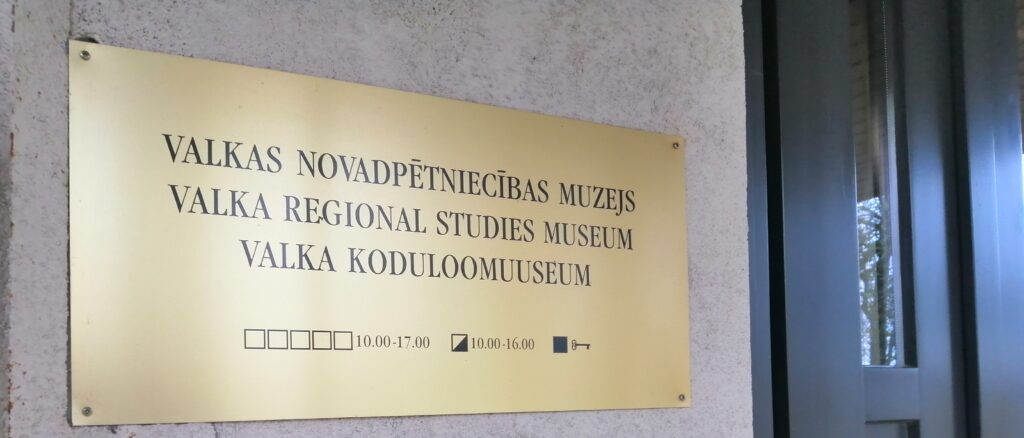 VALKAS NOVADPĒTNIECĪBAS MUZEJS
VALKA REGIONAL STUDIES MUSEUM
VALKA KODULOOMUUSEUM
10.00-17.00 10.00-16.00